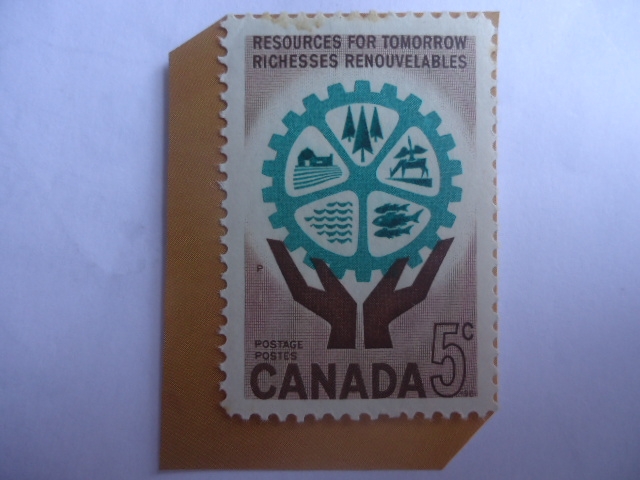 RESOURCES FOR TOMORROW
RICHESSES RENOUVELABLES
P
POSTAGE
POSTES
CANADA 5c